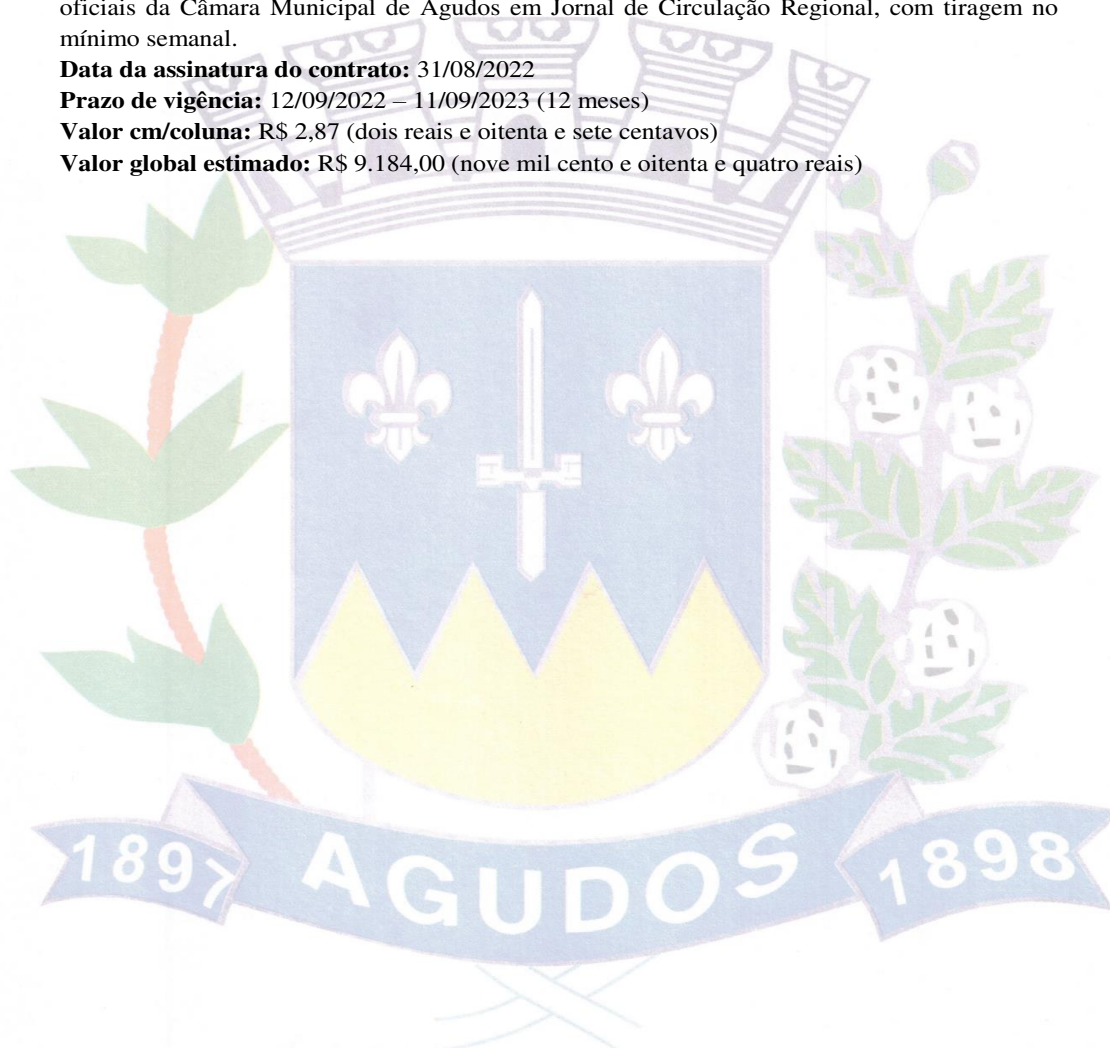 oficiais da Câmara Municipal de Agudos em Jornal de Circulação Regional, com tiragem no
mínimo semanal.
Data da assinatura do contrato: 31/08/2022
Prazo de vigência: 12/09/2022 – 11/09/2023 (12 meses)
Valor cm/coluna: R$ 2,87 (dois reais e oitenta e sete centavos)
Valor global estimado: R$ 9.184,00 (nove mil cento e oitenta e quatro reais)
1897 AGUDOS 1898